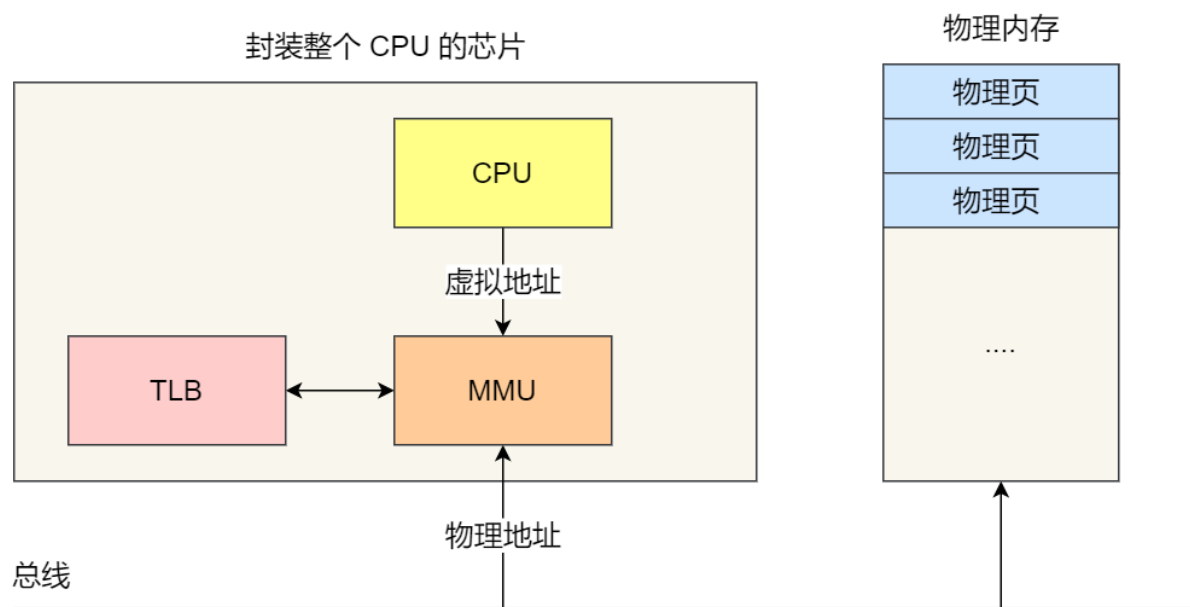 封装整个 CPU 的芯片
物理内存
物理页
物理页
物理页
CPU
虚拟地址
TLB
MMU
....
物理地址
总线